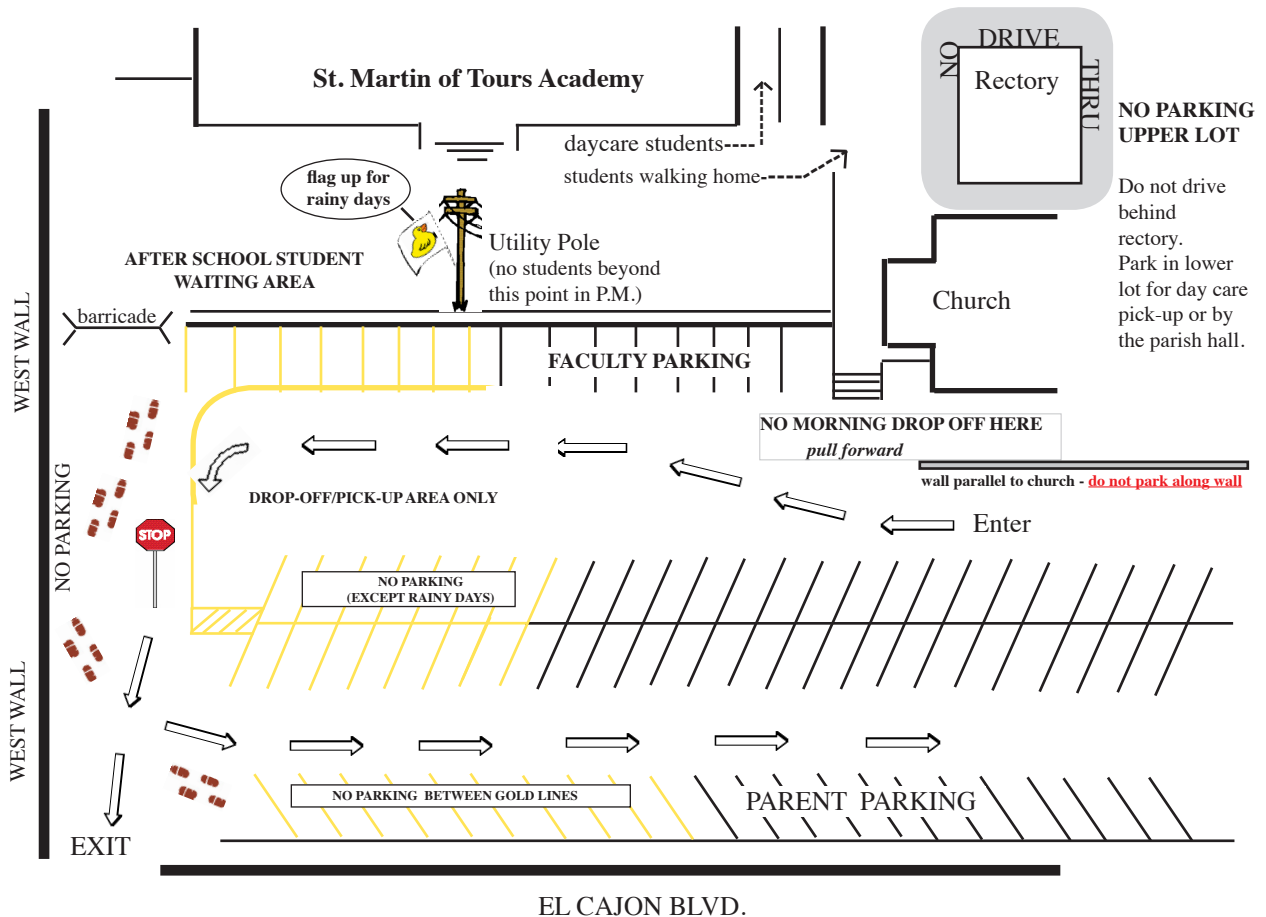 St. Martin of Tours Academy
NO
DRIVE
THRU
Rectory
NO PARKING
UPPER LOT
Do not drive
behind
rectory.
Park in lower
lot for day care
pick-up or by
the parish hall.
daycare students
students walking home
flag up for
rainy days
Utility Pole
(no students beyond
this point in P.M.)
AFTER SCHOOL STUDENT
WAITING AREA
barricade
Church
WEST WALL
FACULTY PARKING
NO MORNING DROP OFF HERE
pull forward
wall parallel to church - do not park along wall
DROP-OFF/PICK-UP AREA ONLY
Enter
NO PARKING
STOP
NO PARKING
(EXCEPT RAINY DAYS)
WEST WALL
NO PARKING BETWEEN GOLD LINES
PARENT PARKING
EXIT
EL CAJON BLVD.